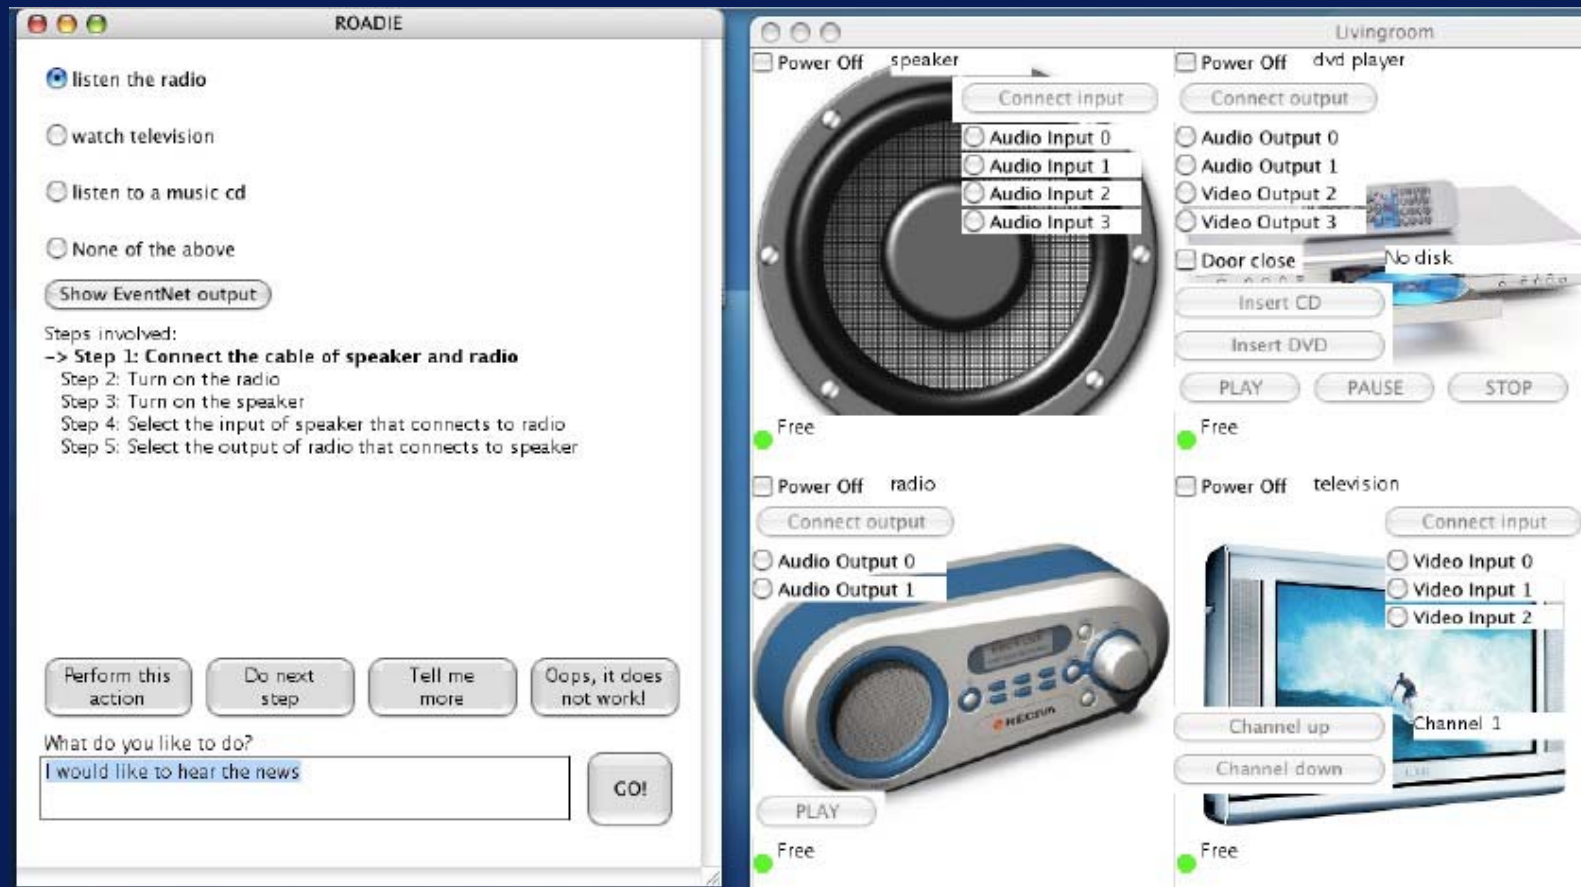 ROADIE
listen the radio
watch television
listen to a music cd
None of the above
Show EventNet output
Steps involved:
-> Step 1: Connect the cable of speaker and radio
Step 2: Turn on the radio
Step 3: Turn on the speaker
Step 4: Select the input of speaker that connects to radio
Step 5: Select the output of radio that connects to speaker
Perform this action
Do next step
Tell me more
Oops, it does not work!
What do you like to do?
I would like to hear the news
GO!
Livingroom
Power Off speaker
Connect input
Audio Input 0
Audio Input 1
Audio Input 2
Audio Input 3
Free
Power Off dvd player
Connect output
Audio Output 0
Audio Output 1
Video Output 2
Video Output 3
Door close No disk
Insert CD
Insert DVD
PLAY PAUSE STOP
Free
Power Off radio
Connect output
Audio Output 0
Audio Output 1
PLAY
Free
Power Off television
Connect input
Video Input 0
Video Input 1
Video Input 2
Channel up Channel 1
Channel down
Free